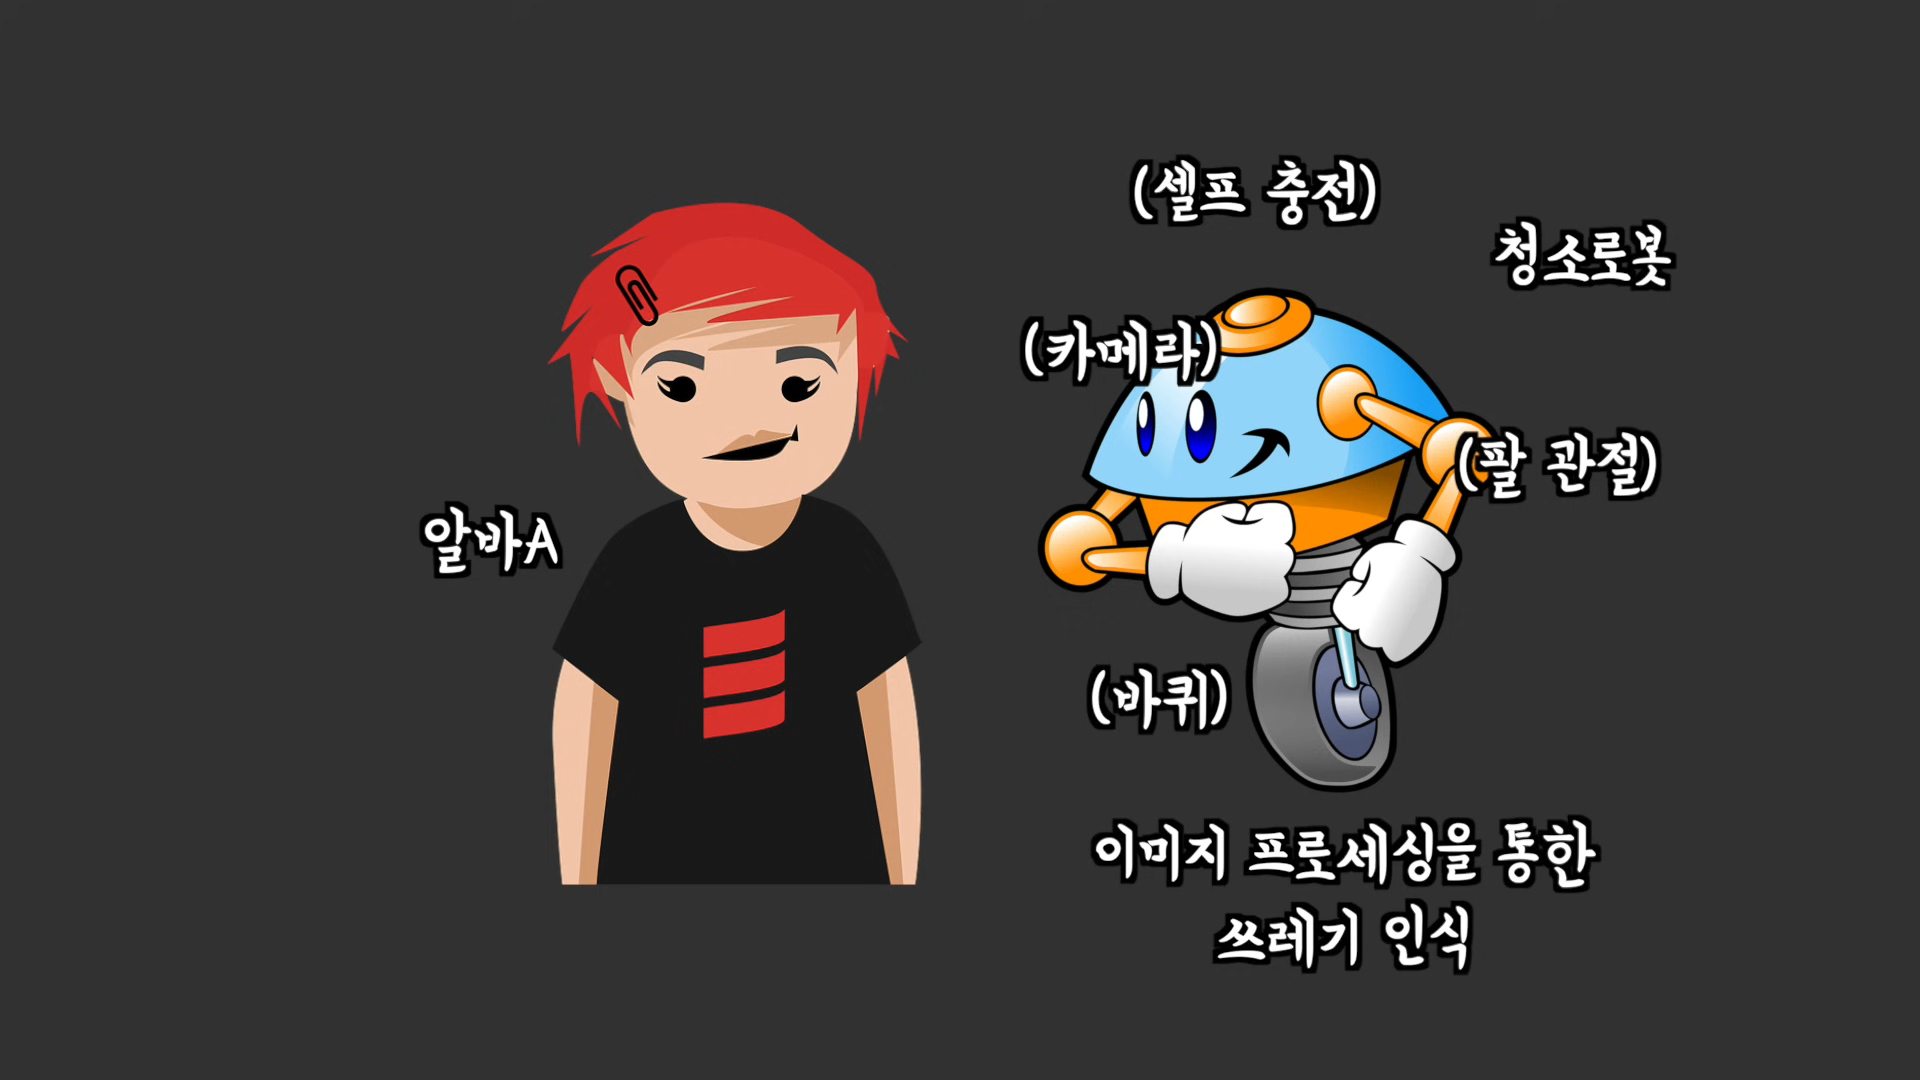 (셀프 충전)
청소로봇
(카메라)
(팔 관절)
알바A
(바퀴)
이미지 프로세싱을 통한
쓰레기 인식